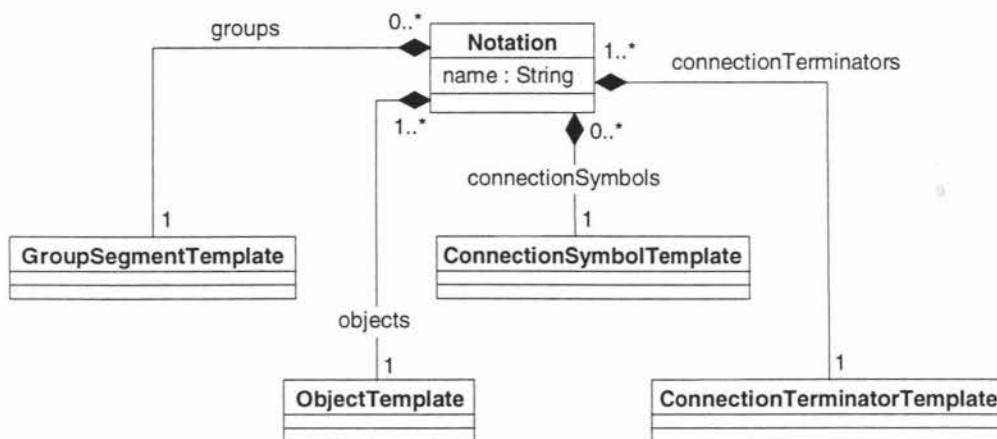 groups
0..*
Notation
name : String
1..*
connectionTerminators
1..*
0..*
connectionSymbols
1
GroupSegmentTemplate
1
ConnectionSymbolTemplate
objects
1
ObjectTemplate
1
ConnectionTerminatorTemplate